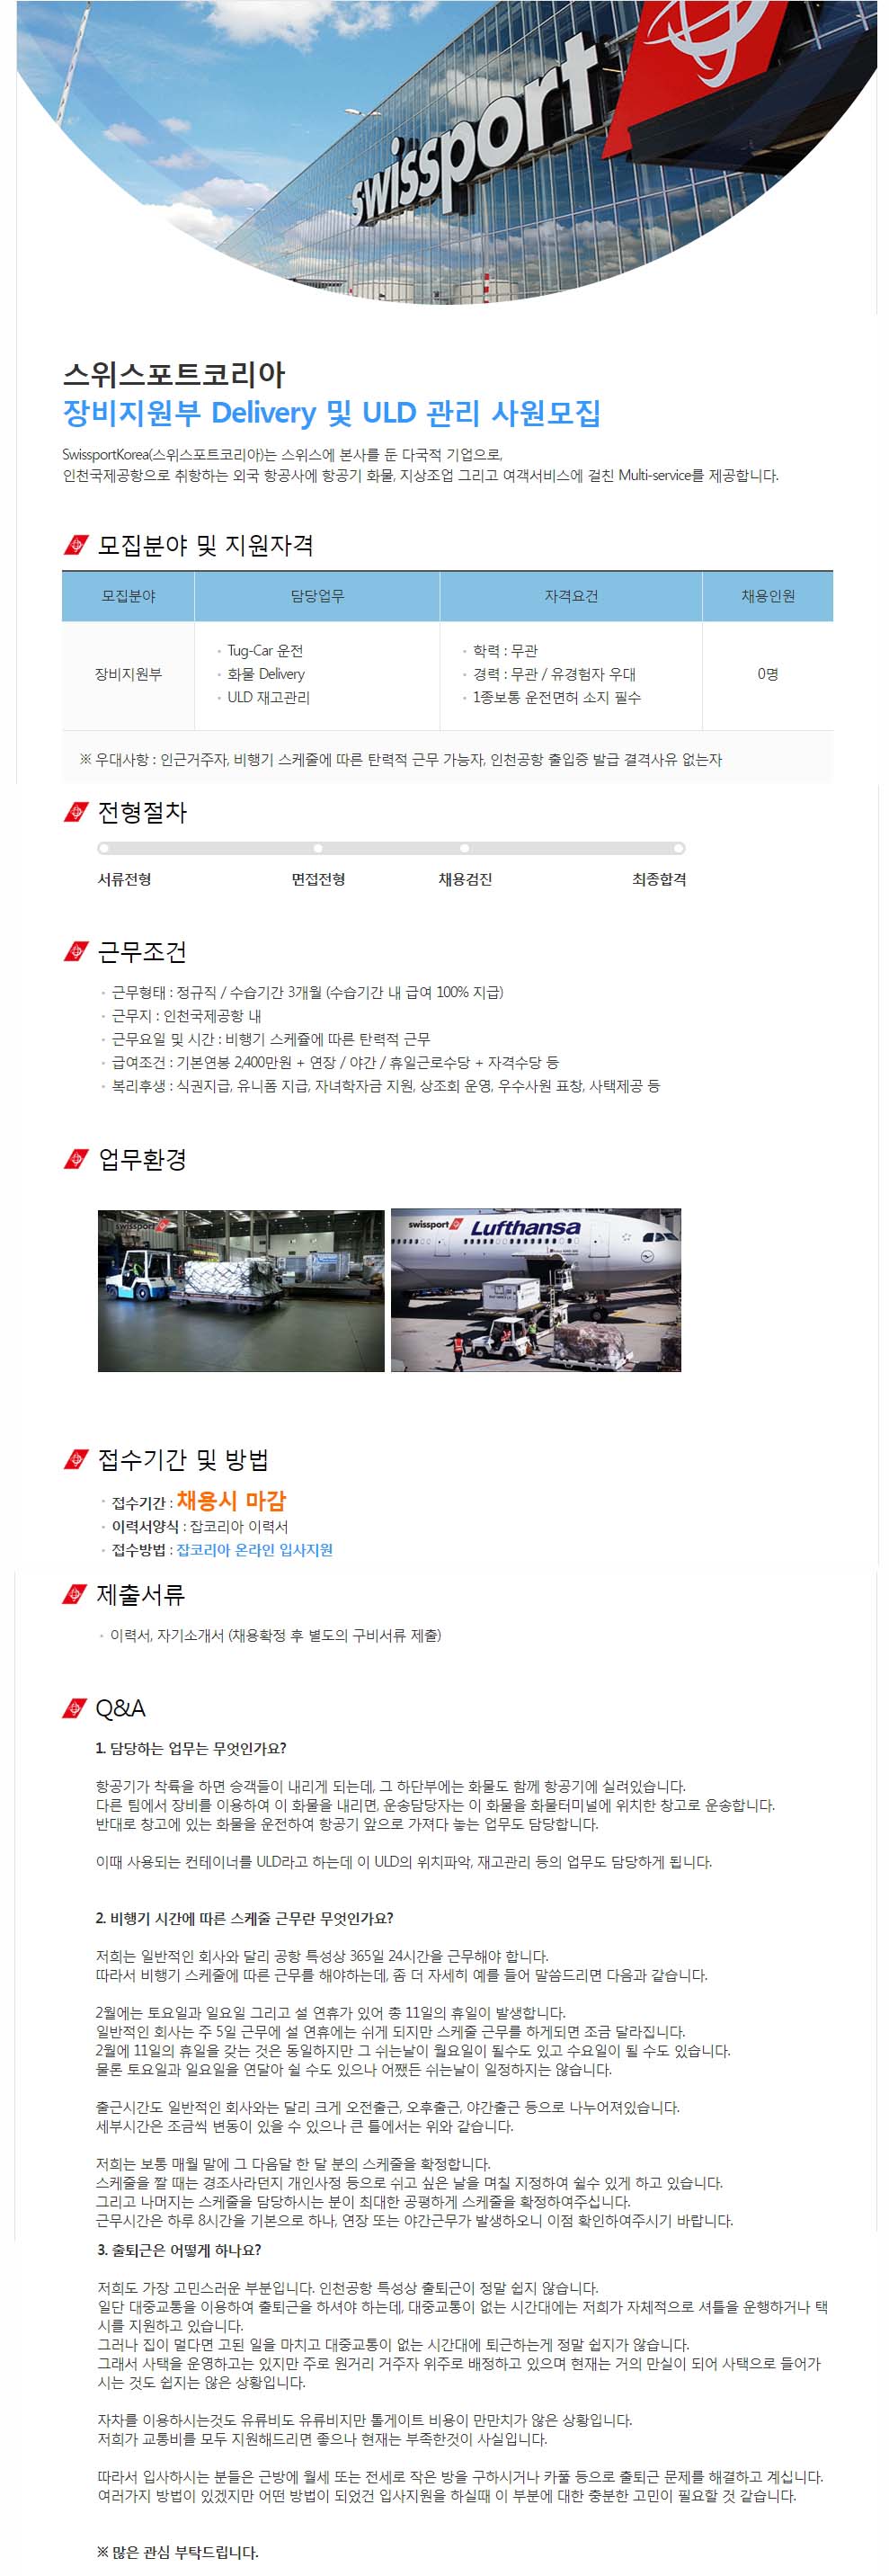 swissport
스위스포트코리아
장비지원부 Delivery 및 ULD 관리 사원모집
SwissportKorea(스위스포트코리아)는 스위스에 본사를 둔 다국적 기업으로,
인천국제공항으로 취항하는 외국 항공사에 항공기 화물, 지상조업 그리고 여객서비스에 걸친 Multi-service를 제공합니다.
모집분야 및 지원자격
모집분야 담당업무 자격요건 채용인원
장비지원부
· Tug-Car 운전
· 화물 Delivery
· ULD 재고관리
· 학력 : 무관
· 경력 : 무관 / 유경험자 우대
· 1종보통 운전면허 소지 필수
0명
※ 우대사항 : 인근거주자, 비행기 스케줄에 따른 탄력적 근무 가능자, 인천공항 출입증 발급 결격사유 없는자
전형절차
서류전형 면접전형 채용검진 최종합격
근무조건
· 근무형태 : 정규직 / 수습기간 3개월 (수습기간 내 급여 100% 지급)
· 근무지 : 인천국제공항 내
· 근무요일 및 시간 : 비행기 스케쥴에 따른 탄력적 근무
· 급여조건 : 기본연봉 2,400만원 + 연장 / 야간 / 휴일근로수당 + 자격수당 등
· 복리후생 : 식권지급, 유니폼 지급, 자녀학자금 지원, 상조회 운영, 우수사원 표창, 사택제공 등
업무환경
swissport
swissport
Lufthansa
접수기간 및 방법
· 접수기간 : 채용시 마감
· 이력서양식 : 잡코리아 이력서
· 접수방법 : 잡코리아 온라인 입사지원
제출서류
· 이력서, 자기소개서 (채용확정 후 별도의 구비서류 제출)
Q&A
1. 담당하는 업무는 무엇인가요?
항공기가 착륙을 하면 승객들이 내리게 되는데, 그 하단부에는 화물도 함께 항공기에 실려있습니다.
다른 팀에서 장비를 이용하여 이 화물을 내리면, 운송담당자는 이 화물을 화물터미널에 위치한 창고로 운송합니다.
반대로 창고에 있는 화물을 운전하여 항공기 앞으로 가져다 놓는 업무도 담당합니다.
이때 사용되는 컨테이너를 ULD라고 하는데 이 ULD의 위치파악, 재고관리 등의 업무도 담당하게 됩니다.
2. 비행기 시간에 따른 스케줄 근무란 무엇인가요?
저희는 일반적인 회사와 달리 공항 특성상 365일 24시간을 근무해야 합니다.
따라서 비행기 스케줄에 따른 근무를 해야하는데, 좀 더 자세히 예를 들어 말씀드리면 다음과 같습니다.
2월에는 토요일과 일요일 그리고 설 연휴가 있어 총 11일의 휴일이 발생합니다.
일반적인 회사는 주 5일 근무에 설 연휴에는 쉬게 되지만 스케줄 근무를 하게되면 조금 달라집니다.
2월에 11일의 휴일을 갖는 것은 동일하지만 그 쉬는날이 월요일이 될수도 있고 수요일이 될 수도 있습니다.
물론 토요일과 일요일을 연달아 쉴 수도 있으나 어쨌든 쉬는날이 일정하지는 않습니다.
출근시간도 일반적인 회사와는 달리 크게 오전출근, 오후출근, 야간출근 등으로 나누어져있습니다.
세부시간은 조금씩 변동이 있을 수 있으나 큰 틀에서는 위와 같습니다.
저희는 보통 매월 말에 그 다음달 한 달 분의 스케줄을 확정합니다.
스케줄을 짤 때는 경조사라던지 개인사정 등으로 쉬고 싶은 날을 며칠 지정하여 쉴수 있게 하고 있습니다.
그리고 나머지는 스케줄을 담당하시는 분이 최대한 공평하게 스케줄을 확정하여주십니다.
근무시간은 하루 8시간을 기본으로 하나, 연장 또는 야간근무가 발생하오니 이점 확인하여주시기 바랍니다.
3. 출퇴근은 어떻게 하나요?
저희도 가장 고민스러운 부분입니다. 인천공항 특성상 출퇴근이 정말 쉽지 않습니다.
일단 대중교통을 이용하여 출퇴근을 하셔야 하는데, 대중교통이 없는 시간대에는 저희가 자체적으로 셔틀을 운행하거나 택
시를 지원하고 있습니다.
그러나 집이 멀다면 고된 일을 마치고 대중교통이 없는 시간대에 퇴근하는게 정말 쉽지가 않습니다.
그래서 사택을 운영하고는 있지만 주로 원거리 거주자 위주로 배정하고 있으며 현재는 거의 만실이 되어 사택으로 들어가
시는 것도 쉽지는 않은 상황입니다.
자차를 이용하시는것도 유류비도 유류비지만 톨게이트 비용이 만만치가 않은 상황입니다.
저희가 교통비를 모두 지원해드리면 좋으나 현재는 부족한것이 사실입니다.
따라서 입사하시는 분들은 근방에 월세 또는 전세로 작은 방을 구하시거나 카풀 등으로 출퇴근 문제를 해결하고 계십니다.
여러가지 방법이 있겠지만 어떤 방법이 되었건 입사지원을 하실때 이 부분에 대한 충분한 고민이 필요할 것 같습니다.
※ 많은 관심 부탁드립니다.